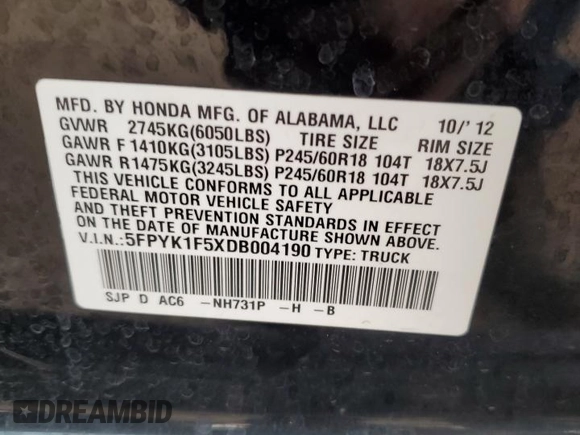 MFD. BY HONDA MFG. OF ALABAMA, LLC 10/'12
GVWR 2745KG(6050LBS) TIRE SIZE RIM SIZE
GAWR F 1410KG(3105LBS) P245/60R18 104T 18X7.5J
GAWR R 1475KG(3245LBS) P245/60R18 104T 18X7.5J
THIS VEHICLE CONFORMS TO ALL APPLICABLE
FEDERAL MOTOR VEHICLE SAFETY
AND THEFT PREVENTION STANDARDS IN EFFECT
ON THE DATE OF MANUFACTURE SHOWN ABOVE.
V.I.N.:5FPYK1F5XDB004190 TYPE: TRUCK
SJP D AC6 -NH731P -H -B
DREAMBID